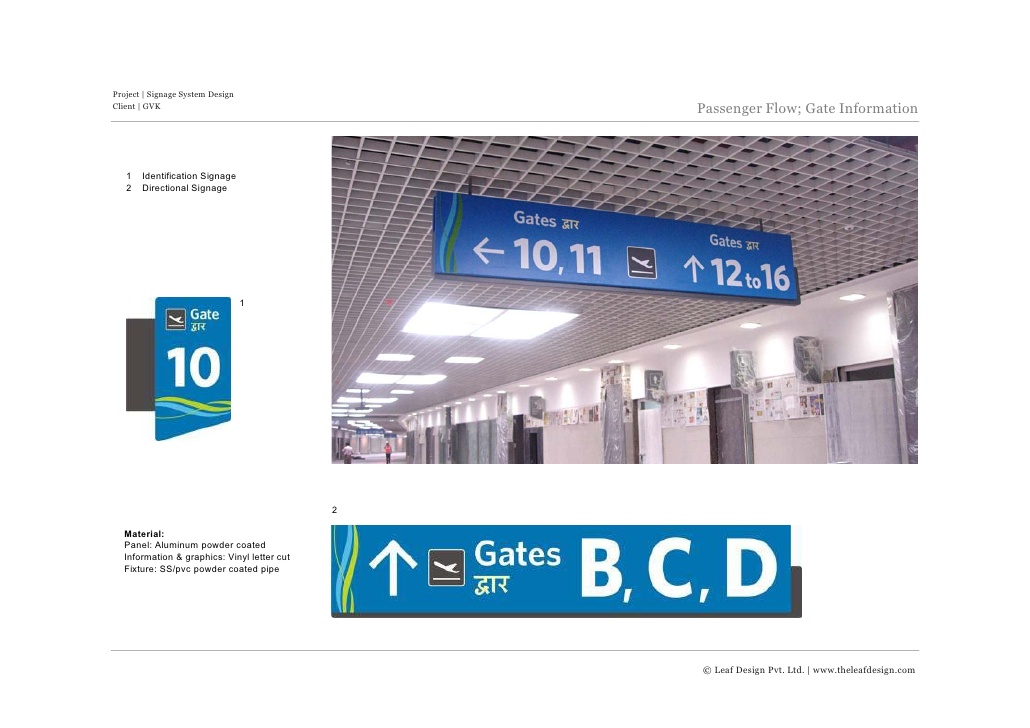 Project | Signage System Design
Client | GVK
Passenger Flow; Gate Information
1 Identification Signage
2 Directional Signage
Gates द्वार
← 10, 11
Gates द्वार
↑ 12 to 16
1
Gate
द्वार
10
2
Material:
Panel: Aluminum powder coated
Information & graphics: Vinyl letter cut
Fixture: SS/pvc powder coated pipe
↑ Gates B, C, D
द्वार
© Leaf Design Pvt. Ltd. | www.theleafdesign.com